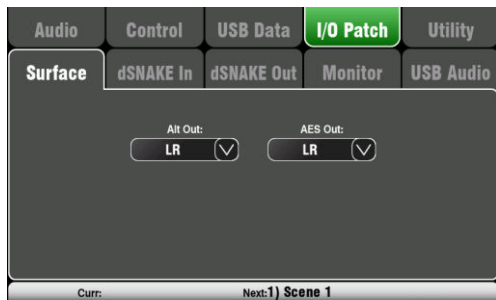 Audio Control USB Data I/O Patch Utility
Surface dSNAKE In dSNAKE Out Monitor USB Audio
Alt Out: AES Out:
LR LR
Curr: Next:1) Scene 1